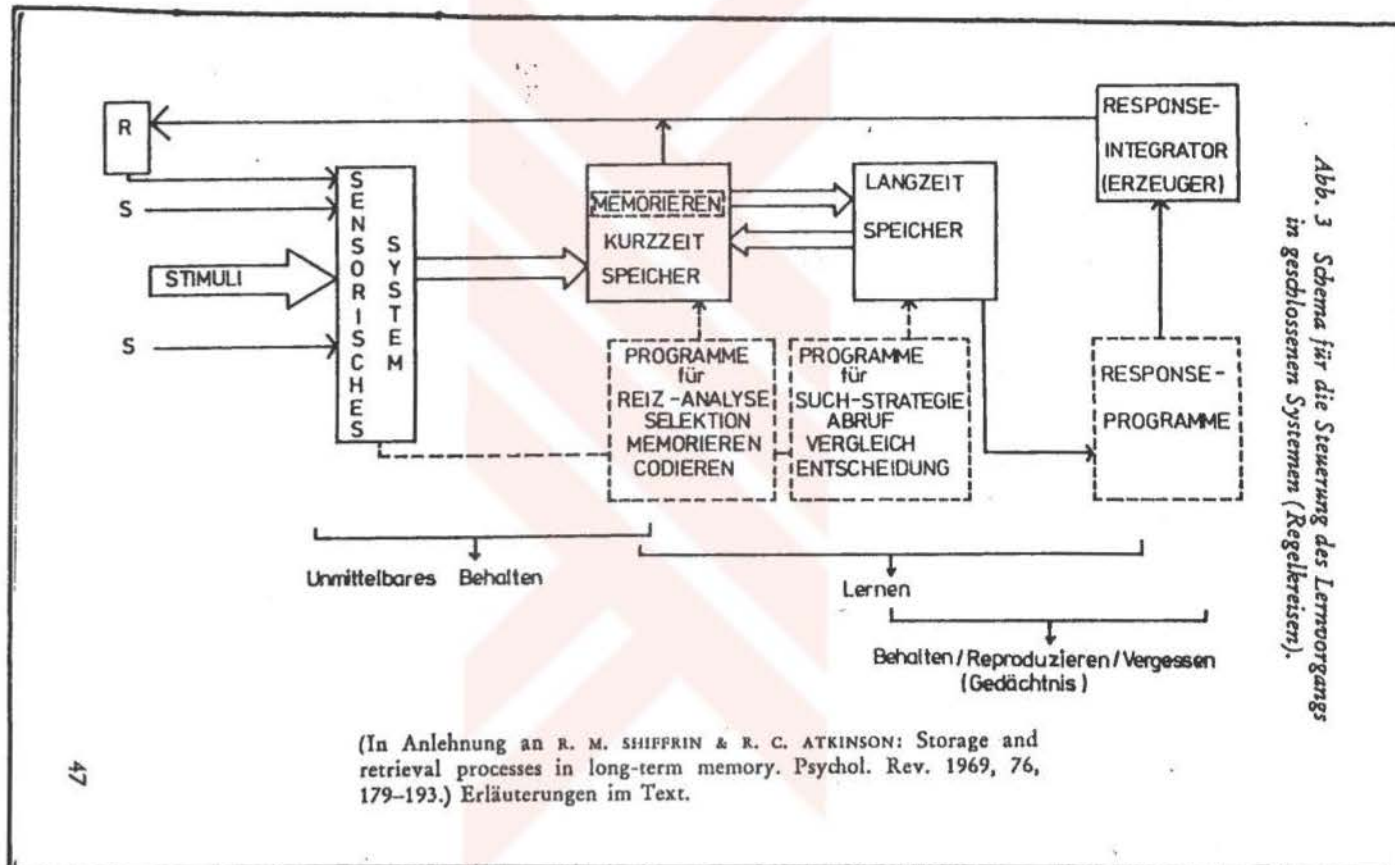 R
S
STIMULI
S
SENSORISCHES
SYSTEM
MEMORIEREN
KURZZEIT
SPEICHER
LANGZEIT
SPEICHER
RESPONSE-
INTEGRATOR
(ERZEUGER)
PROGRAMME
für
REIZ-ANALYSE
SELEKTION
MEMORIEREN
CODIEREN
PROGRAMME
für
SUCH-STRATEGIE
ABRUF
VERGLEICH
ENTSCHEIDUNG
RESPONSE-
PROGRAMME
Unmittelbares Behalten
Lernen
Behalten/Reproduzieren/Vergessen
(Gedächtnis)
Abb. 3 Schema für die Steuerung des Lernvorgangs
in geschlossenen Systemen (Regelkreisen).
(In Anlehnung an R. M. SHIFFRIN & R. C. ATKINSON: Storage and
retrieval processes in long-term memory. Psychol. Rev. 1969, 76,
179–193.) Erläuterungen im Text.
47